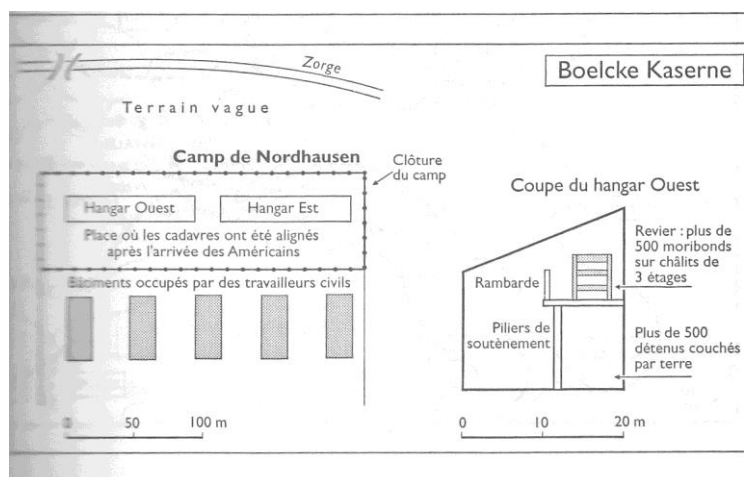 Zorge
Boelcke Kaserne
Terrain vague
Camp de Nordhausen
Clôture
du camp
Hangar Ouest
Hangar Est
Place où les cadavres ont été alignés
après l'arrivée des Américains
Bâtiments occupés par des travailleurs civils
0 50 100 m
Coupe du hangar Ouest
Revier : plus de
500 moribonds
sur châlits de
3 étages
Rambarde
Piliers de
soutènement
Plus de 500
détenus couchés
par terre
0 10 20 m